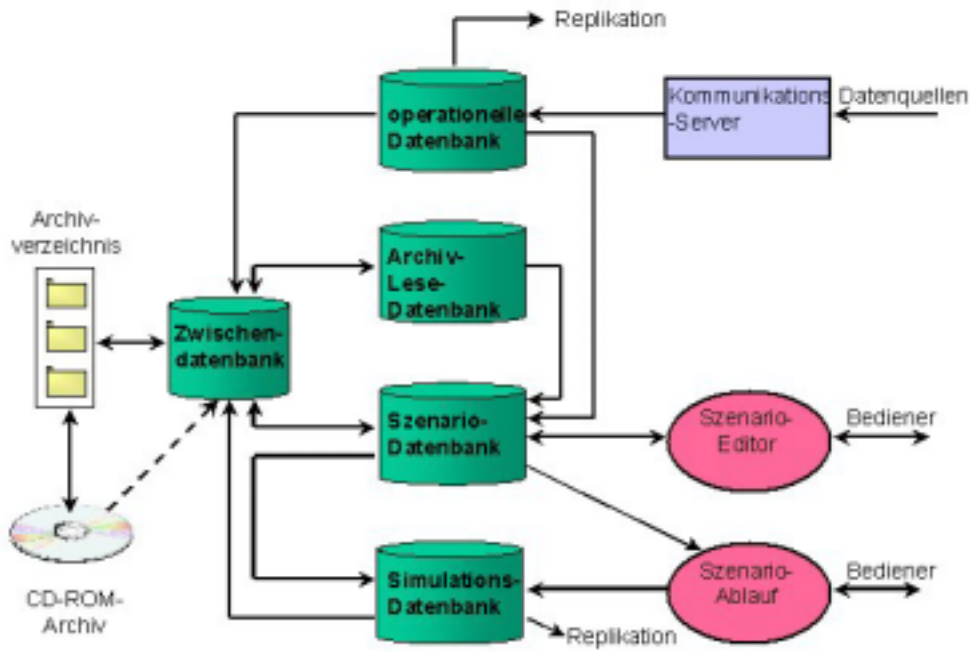 Replikation
operationelle
Datenbank
Kommunikations
-Server
Datenquellen
Archiv-
verzeichnis
Archiv-
Lese-
Datenbank
Zwischen-
datenbank
Szenario-
Datenbank
Szenario-
Editor
Bediener
CD-ROM-
Archiv
Simulations-
Datenbank
Szenario-
Ablauf
Bediener
Replikation